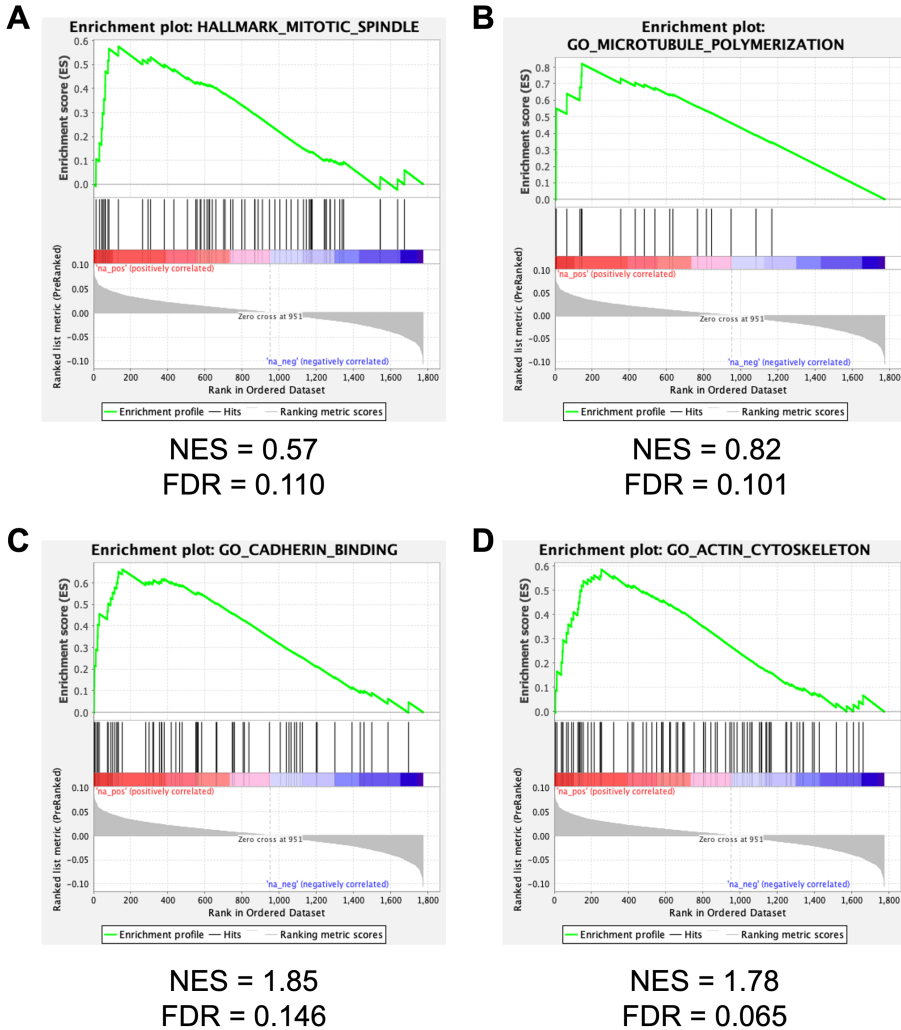 A
Enrichment plot: HALLMARK_MITOTIC_SPINDLE
Enrichment score (ES)
0.6
0.5
0.4
0.3
0.2
0.1
0.0
Ranked list metric (PreRanked)
'na_pos' (positively correlated)
0.10
0.05
0.00
-0.05
-0.10
Zero cross at 951
'na_neg' (negatively correlated)
0 200 400 600 800 1,000 1,200 1,400 1,600 1,800
Rank in Ordered Dataset
Enrichment profile Hits Ranking metric scores
NES = 0.57
FDR = 0.110
B
Enrichment plot:
GO_MICROTUBULE_POLYMERIZATION
Enrichment score (ES)
0.8
0.7
0.6
0.5
0.4
0.3
0.2
0.1
0.0
Ranked list metric (PreRanked)
'na_pos' (positively correlated)
0.10
0.05
0.00
-0.05
-0.10
Zero cross at 951
'na_neg' (negatively correlated)
0 200 400 600 800 1,000 1,200 1,400 1,600 1,800
Rank in Ordered Dataset
Enrichment profile Hits Ranking metric scores
NES = 0.82
FDR = 0.101
C
Enrichment plot: GO_CADHERIN_BINDING
Enrichment score (ES)
0.6
0.5
0.4
0.3
0.2
0.1
0.0
Ranked list metric (PreRanked)
'na_pos' (positively correlated)
0.10
0.05
0.00
-0.05
-0.10
Zero cross at 951
'na_neg' (negatively correlated)
0 200 400 600 800 1,000 1,200 1,400 1,600 1,800
Rank in Ordered Dataset
Enrichment profile Hits Ranking metric scores
NES = 1.85
FDR = 0.146
D
Enrichment plot: GO_ACTIN_CYTOSKELETON
Enrichment score (ES)
0.6
0.5
0.4
0.3
0.2
0.1
0.0
Ranked list metric (PreRanked)
'na_pos' (positively correlated)
0.10
0.05
0.00
-0.05
-0.10
Zero cross at 951
'na_neg' (negatively correlated)
0 200 400 600 800 1,000 1,200 1,400 1,600 1,800
Rank in Ordered Dataset
Enrichment profile Hits Ranking metric scores
NES = 1.78
FDR = 0.065